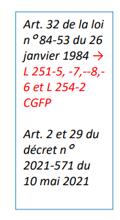 Art. 32 de la loi
n°84-53 du 26
janvier 1984 →
L 251-5, -7,--8,-
6 et L 254-2
CGFP
Art. 2 et 29 du
décret n°
2021-571 du
10 mai 2021